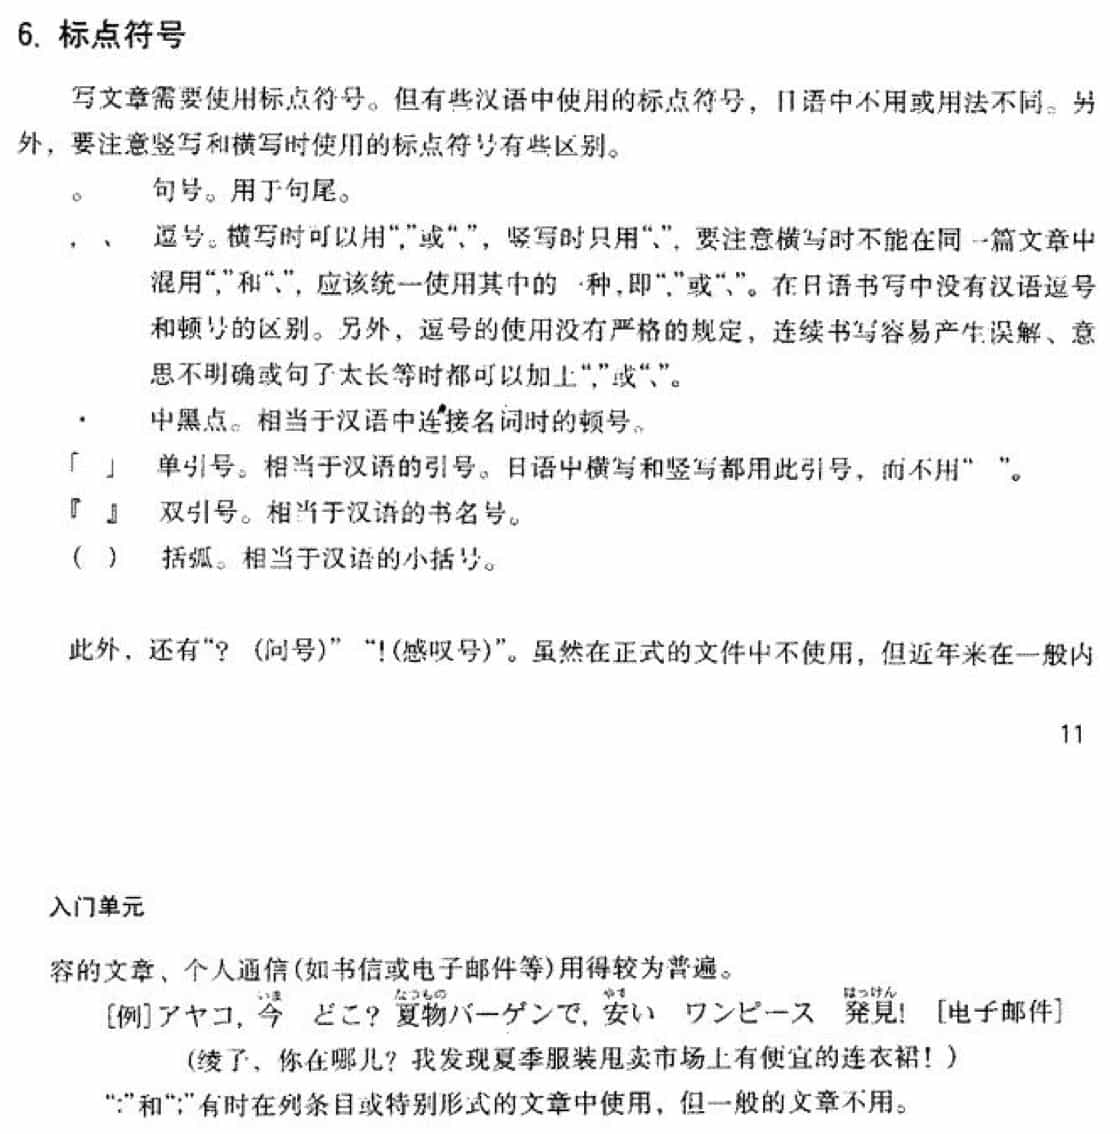 6. 标点符号
写文章需要使用标点符号。但有些汉语中使用的标点符号，日语中不用或用法不同。另
外，要注意竖写和横写时使用的标点符号有些区别。
。 句号。用于句尾。
，、 逗号。横写时可以用“，”或“、”，竖写时只用“、”，要注意横写时不能在同一篇文章中
混用“，”和“、”，应该统一使用其中的一种，即“，”或“、”。在日语书写中没有汉语逗号
和顿号的区别。另外，逗号的使用没有严格的规定，连续书写容易产生误解、意
思不明确或句子太长等时都可以加上“，”或“、”。
・ 中黑点。相当于汉语中连接名词时的顿号。
「 」 单引号。相当于汉语的引号。日语中横写和竖写都用此引号，而不用“ ”。
『 』 双引号。相当于汉语的书名号。
( ) 括弧。相当于汉语的小括号。
此外，还有“？ (问号)” “！(感叹号)”。虽然在正式的文件中不使用，但近年来在一般内
11
入门单元
容的文章、个人通信(如书信或电子邮件等)用得较为普遍。
いま なつもの やす はっけん
[例]アヤコ，今 どこ？夏物バーゲンで，安い ワンピース 発見！ [电子邮件]
(绫子，你在哪儿？我发现夏季服装甩卖市场上有便宜的连衣裙！)
“：”和“；”有时在列条目或特别形式的文章中使用，但一般的文章不用。